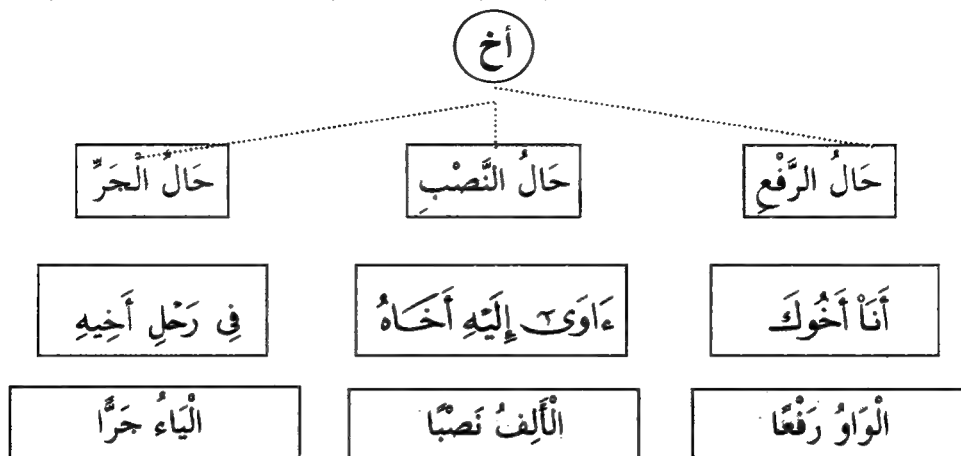 أخ
حَالُ الرَّفْعِ
حَالُ النَّصْبِ
حَالُ الْجَرِّ
أَنَا۠ أَخُوكَ
ءَاوَىٰٓ إِلَيْهِ أَخَاهُ
فِى رَحْلِ أَخِيهِ
الْوَاوُ رَفْعًا
الْأَلِفُ نَصْبًا
الْيَاءُ جَرًّا